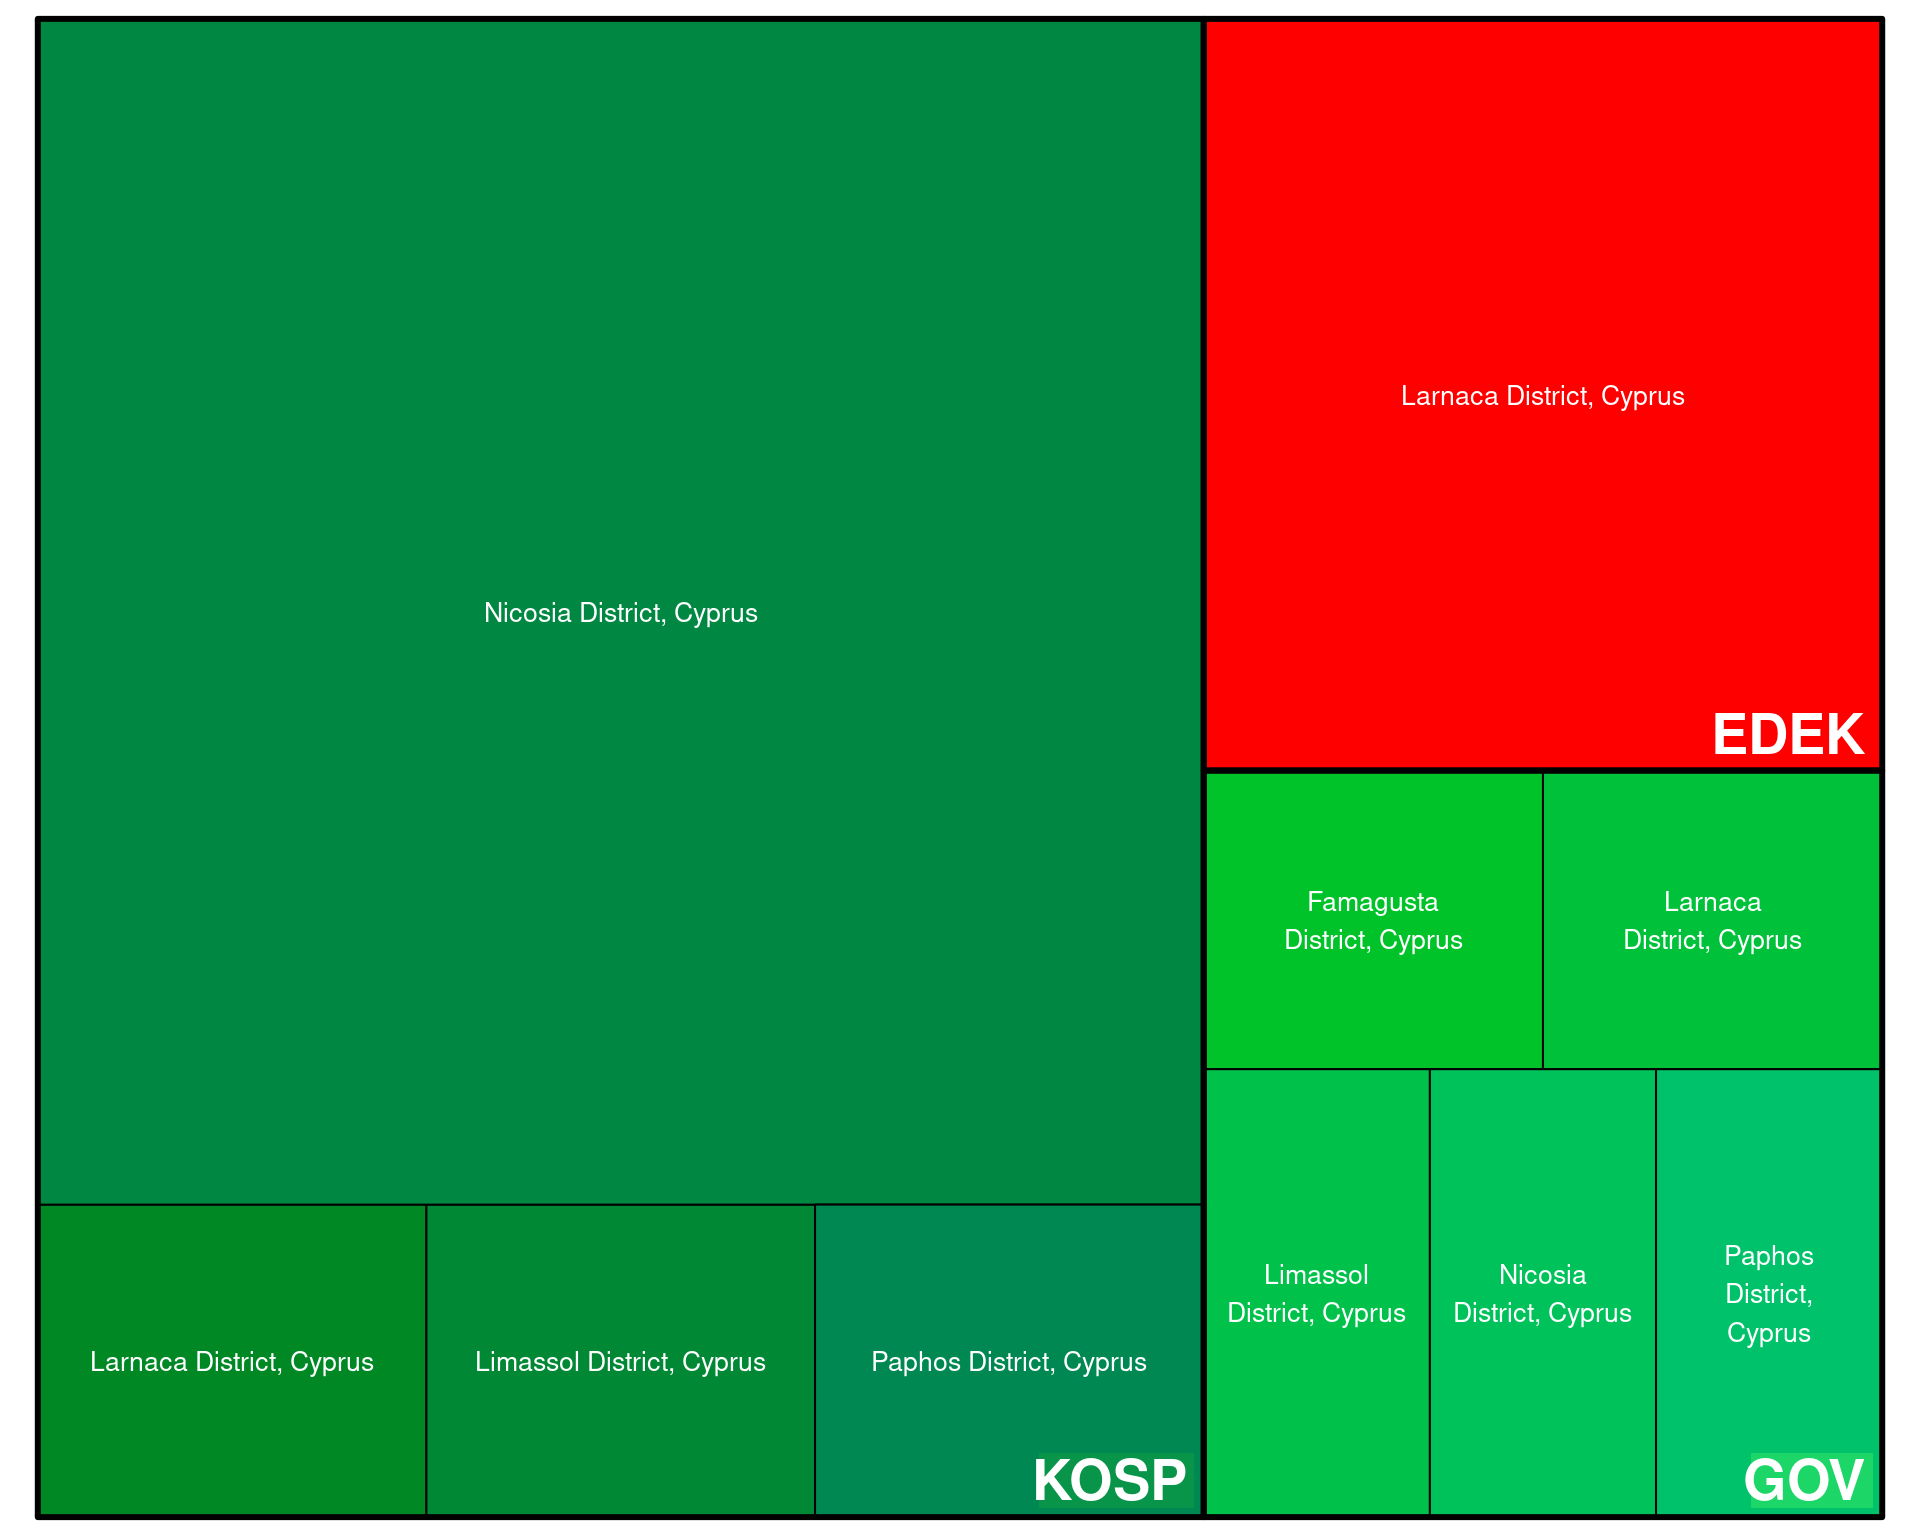 Nicosia District, Cyprus
Larnaca District, Cyprus
Limassol District, Cyprus
Paphos District, Cyprus
KOSP
Larnaca District, Cyprus
EDEK
Famagusta
District, Cyprus
Larnaca
District, Cyprus
Limassol
District, Cyprus
Nicosia
District, Cyprus
Paphos
District,
Cyprus
GOV